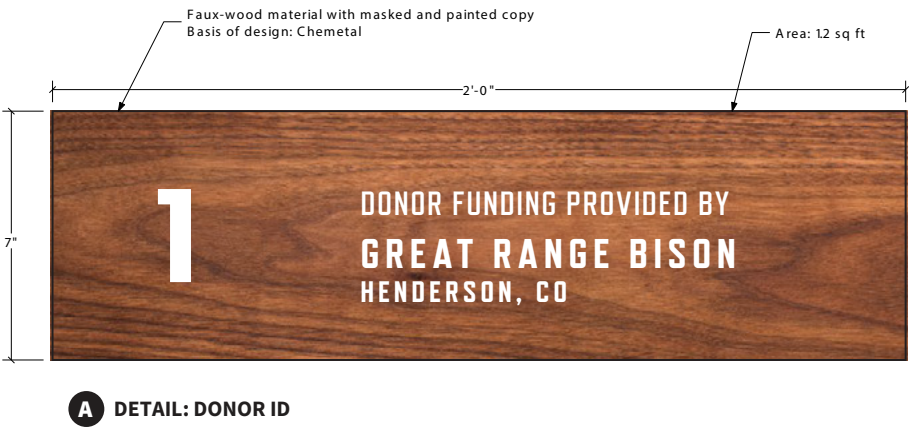 Faux-wood material with masked and painted copy
Basis of design: Chemetal
Area: 1.2 sq ft
2'-0"
7"
1
DONOR FUNDING PROVIDED BY
GREAT RANGE BISON
HENDERSON, CO
A DETAIL: DONOR ID